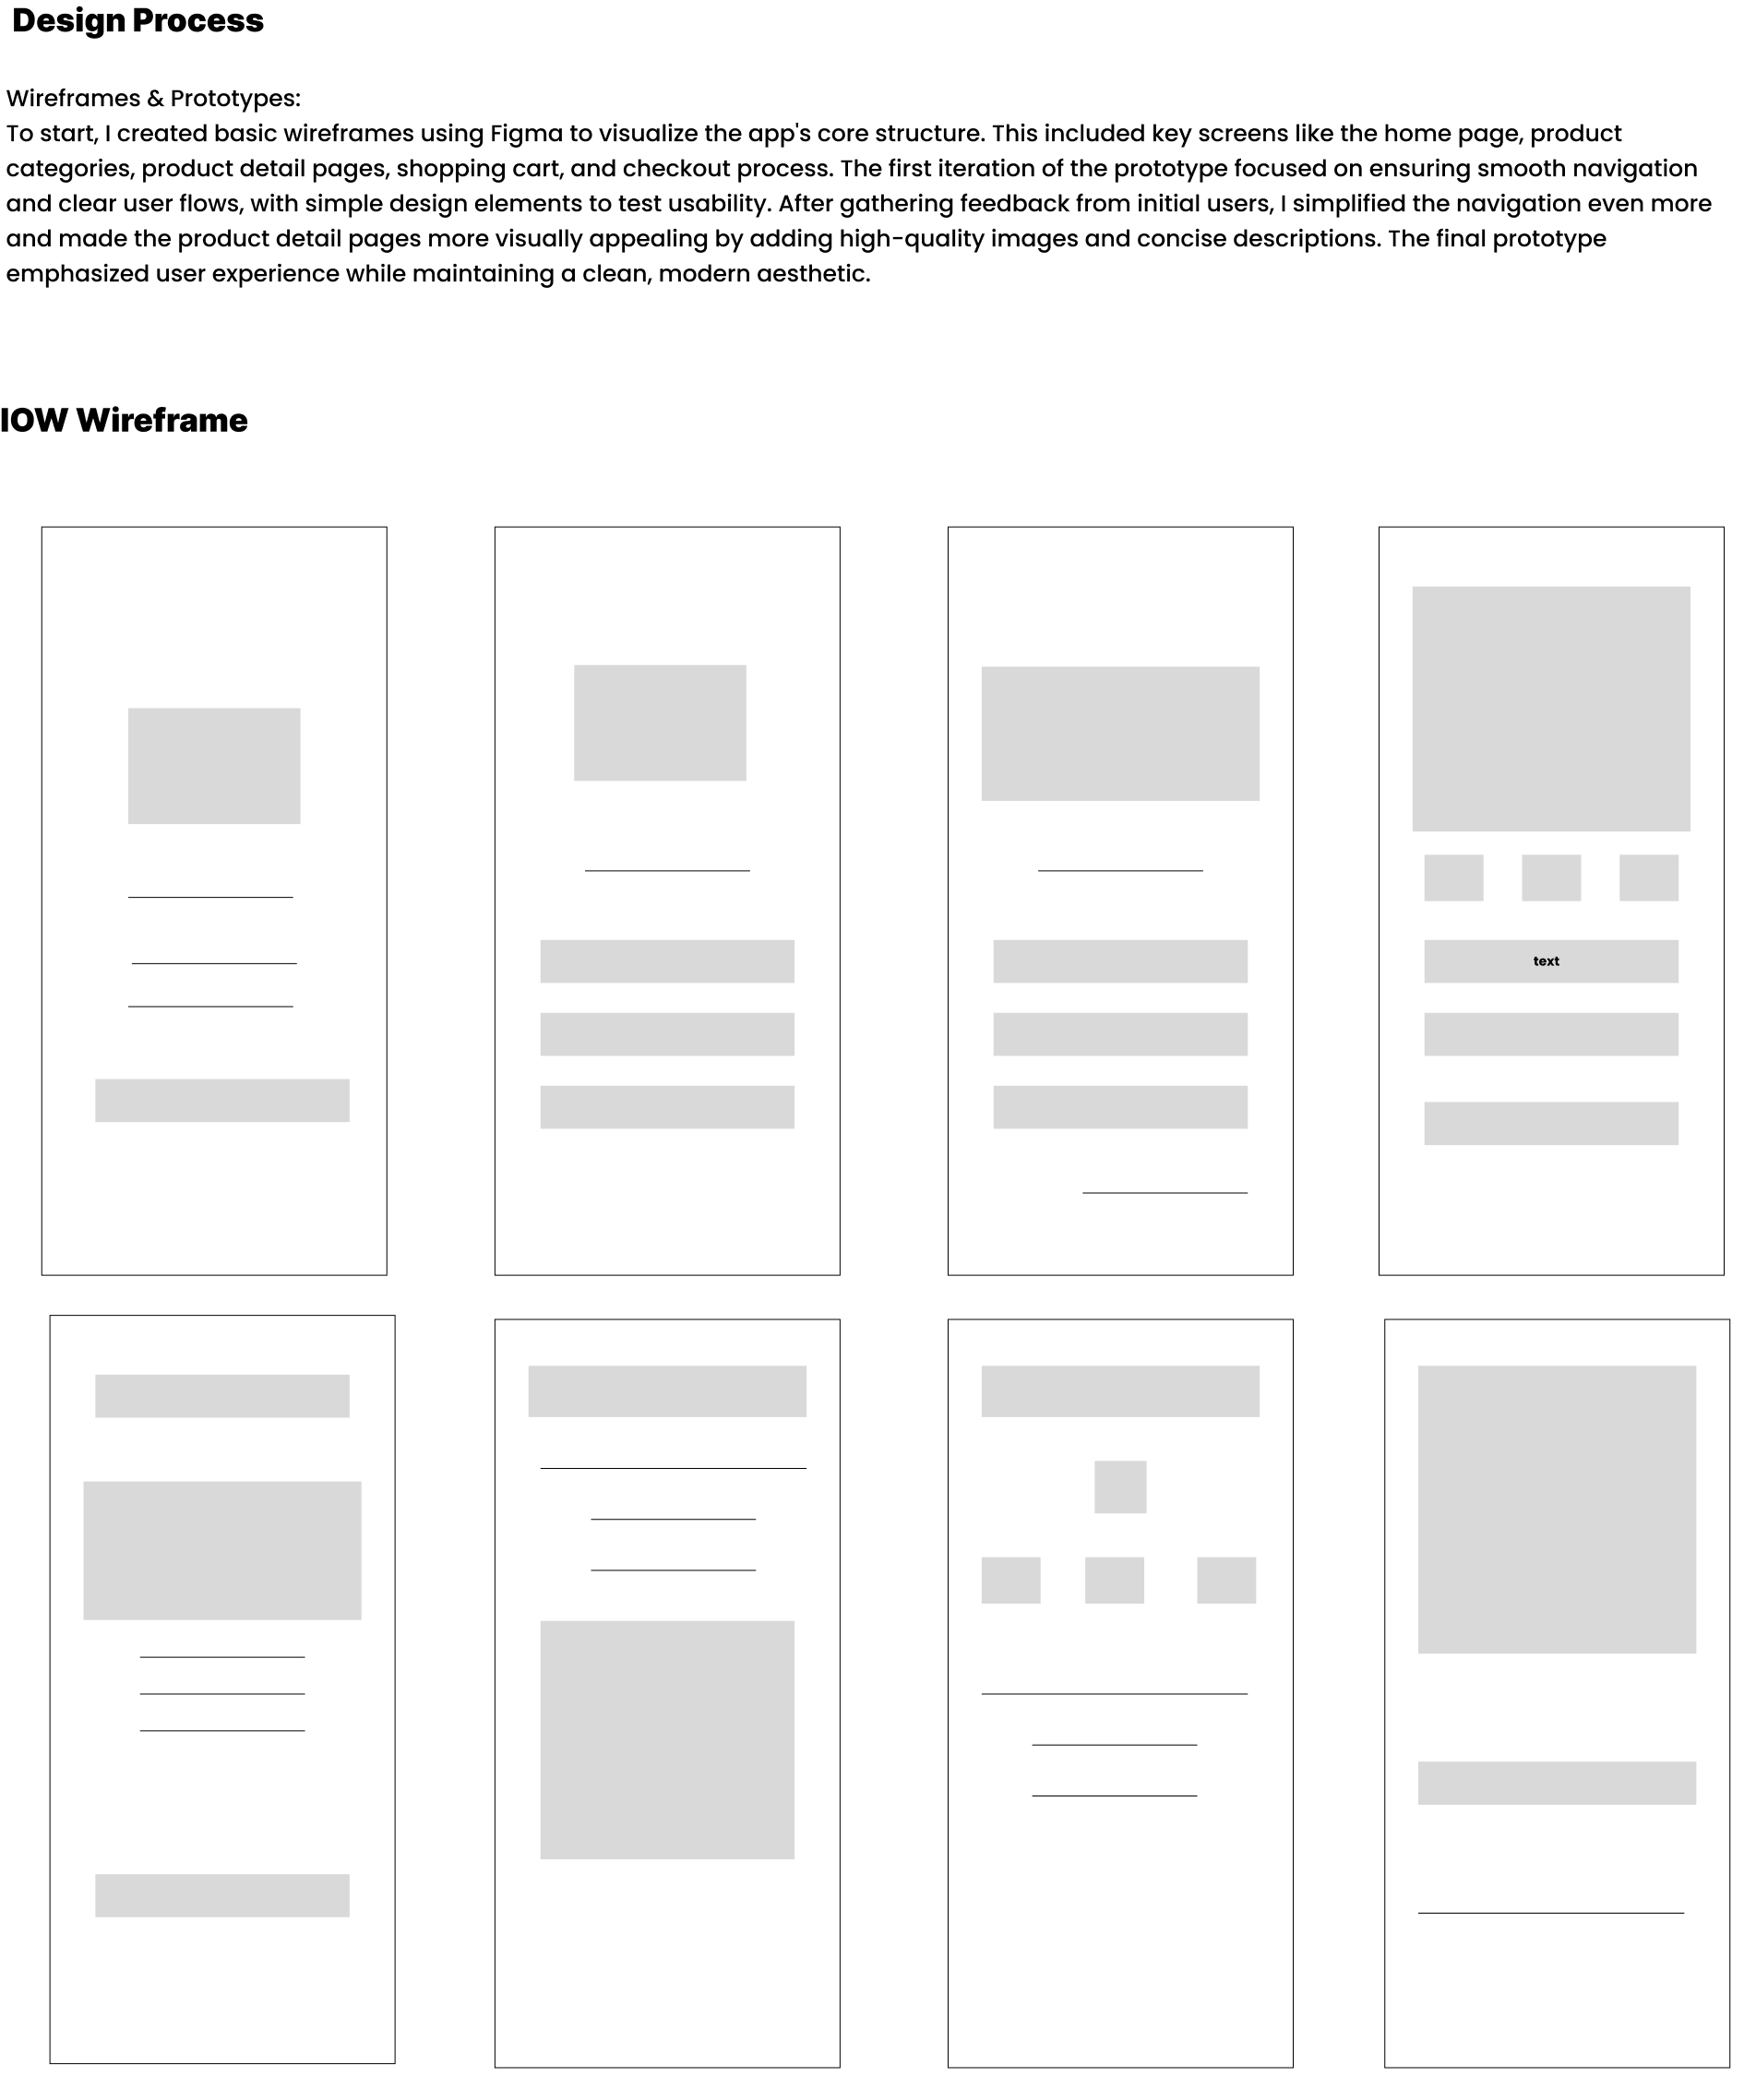 Design Process
Wireframes & Prototypes:
To start, I created basic wireframes using Figma to visualize the app's core structure. This included key screens like the home page, product
categories, product detail pages, shopping cart, and checkout process. The first iteration of the prototype focused on ensuring smooth navigation
and clear user flows, with simple design elements to test usability. After gathering feedback from initial users, I simplified the navigation even more
and made the product detail pages more visually appealing by adding high-quality images and concise descriptions. The final prototype
emphasized user experience while maintaining a clean, modern aesthetic.
IOW Wireframe
text